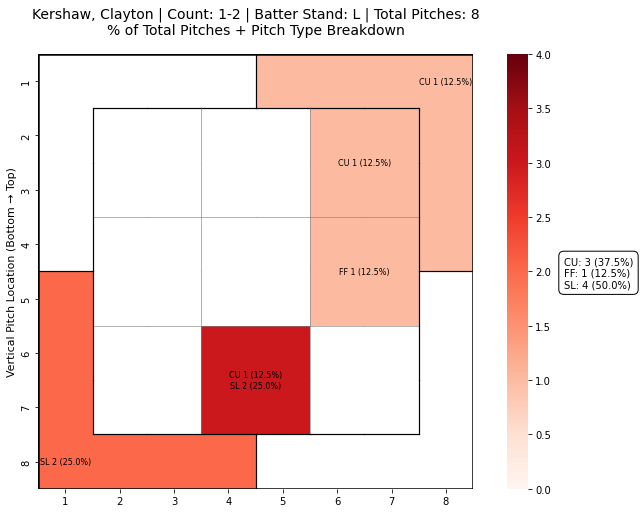 Kershaw, Clayton | Count: 1-2 | Batter Stand: L | Total Pitches: 8
% of Total Pitches + Pitch Type Breakdown
Vertical Pitch Location (Bottom → Top)
1
2
3
4
5
6
7
8
CU 1 (12.5%)
CU 1 (12.5%)
FF 1 (12.5%)
CU 1 (12.5%)
SL 2 (25.0%)
SL 2 (25.0%)
1 2 3 4 5 6 7 8
4.0
3.5
3.0
2.5
2.0
1.5
1.0
0.5
0.0
CU: 3 (37.5%)
FF: 1 (12.5%)
SL: 4 (50.0%)